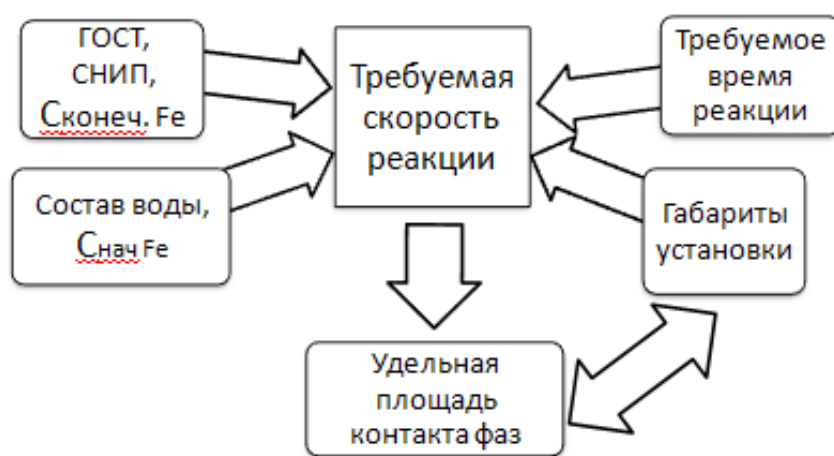 ГОСТ,
СНИП,
Сконеч. Fe
Требуемая
скорость
реакции
Требуемое
время
реакции
Состав воды,
Снач Fe
Габариты
установки
Удельная
площадь
контакта фаз